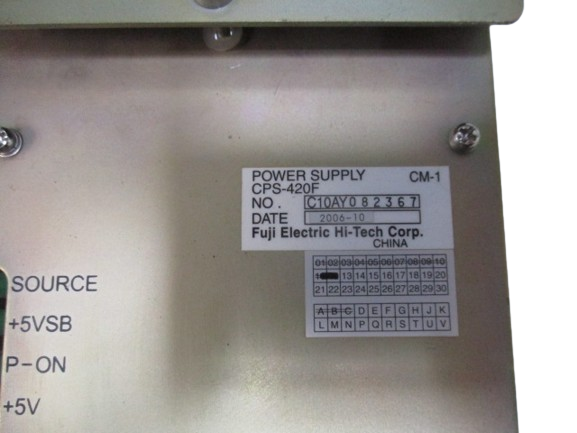 POWER SUPPLY CM-1
CPS-420F
NO. C10AY082367
DATE 2006-10
Fuji Electric Hi-Tech Corp.
CHINA
01 02 03 04 05 06 07 08 09 10
13 14 15 16 17 18 19 20
21 22 23 24 25 26 27 28 29 30
A B C D E F G H J K
L M N P Q R S T U V
SOURCE
+5VSB
P-ON
+5V